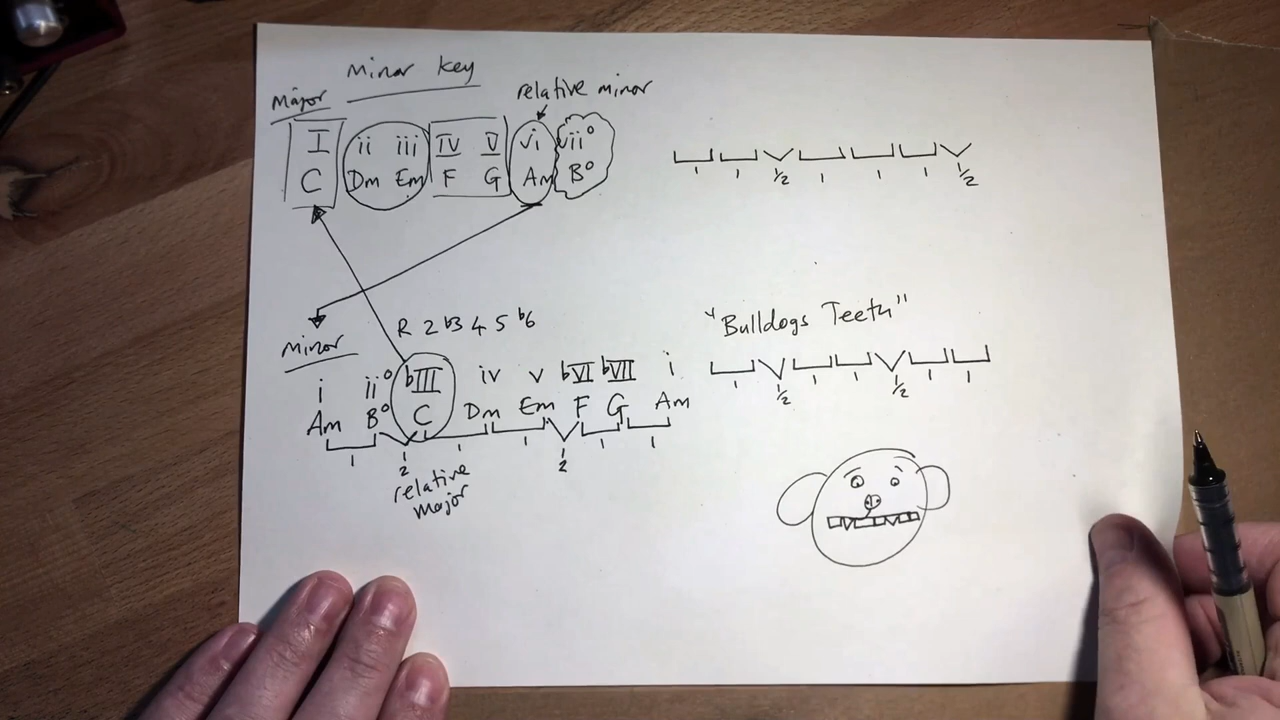 Minor key
Major
relative minor
I ii iii IV V vi vii°
C Dm Em F G Am B°
1 1 1/2 1 1 1 1/2
R 2 b3 4 5 b6
"Bulldogs Teeth"
Minor
i ii° bIII iv v bVI bVII i
Am B° C Dm Em F G Am
1 1/2 1 1 1/2 1 1
1 1/2 1 1 1/2 1 1
relative
major